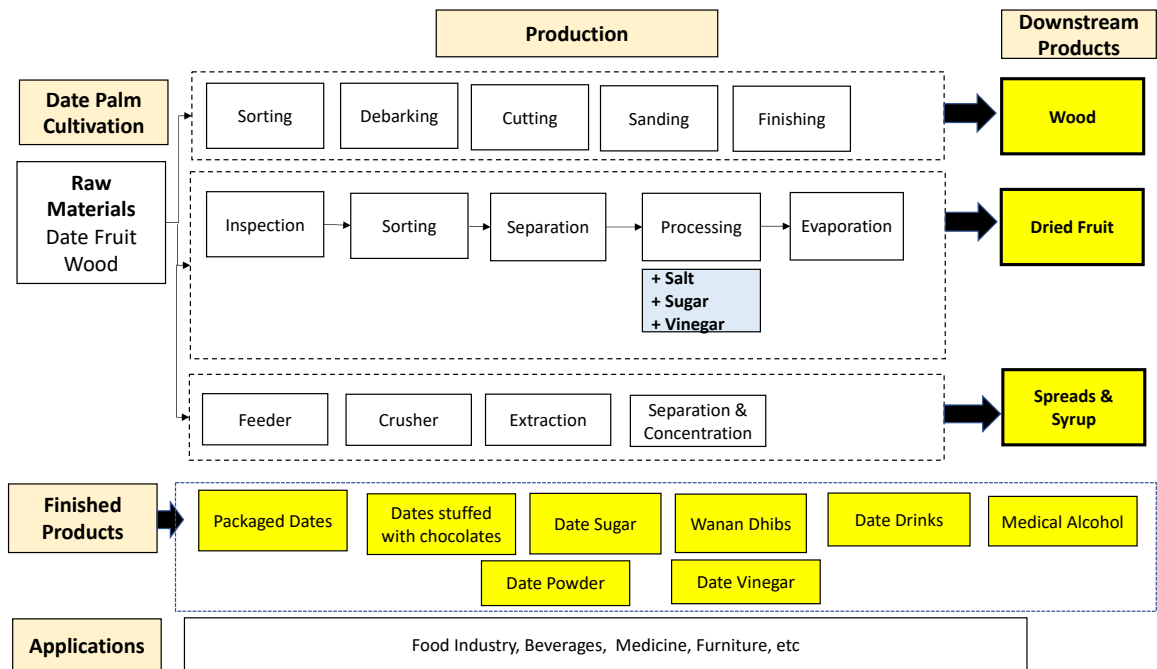 Production
Downstream
Products
Date Palm
Cultivation
Sorting
Debarking
Cutting
Sanding
Finishing
Wood
Raw
Materials
Date Fruit
Wood
Inspection
Sorting
Separation
Processing
Evaporation
Dried Fruit
+ Salt
+ Sugar
+ Vinegar
Feeder
Crusher
Extraction
Separation &
Concentration
Spreads &
Syrup
Finished
Products
Packaged Dates
Dates stuffed
with chocolates
Date Sugar
Wanan Dhibs
Date Drinks
Medical Alcohol
Date Powder
Date Vinegar
Applications
Food Industry, Beverages, Medicine, Furniture, etc